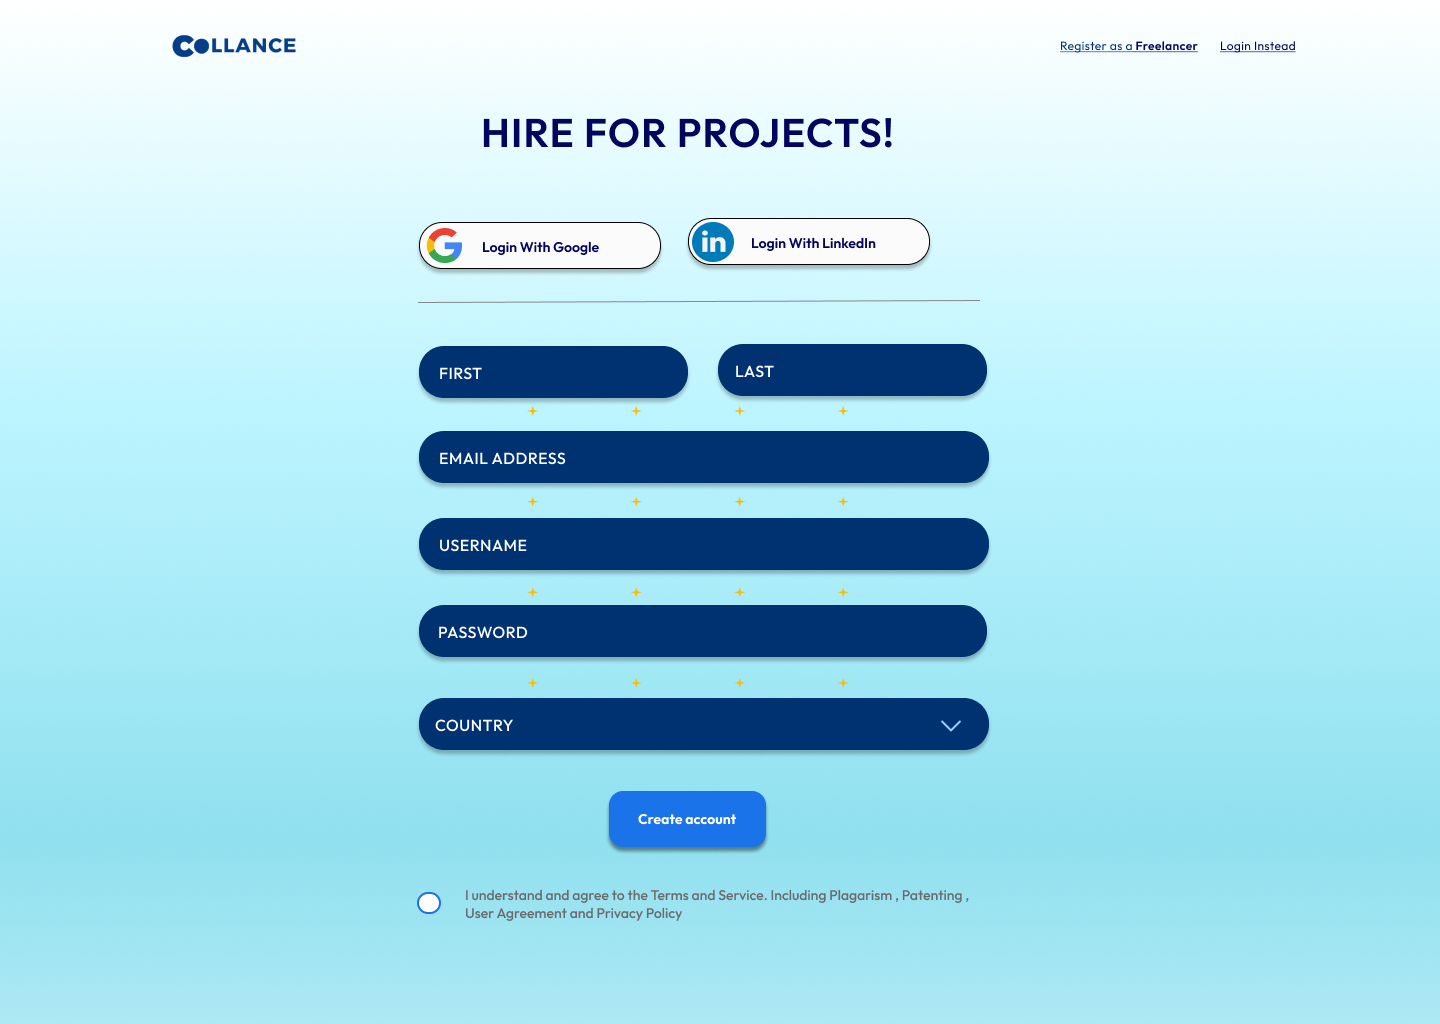 COLLANCE
Register as a Freelancer
Login Instead
HIRE FOR PROJECTS!
Login With Google
in Login With LinkedIn
FIRST
LAST
EMAIL ADDRESS
USERNAME
PASSWORD
COUNTRY
Create account
I understand and agree to the Terms and Service. Including Plagarism , Patenting ,
User Agreement and Privacy Policy